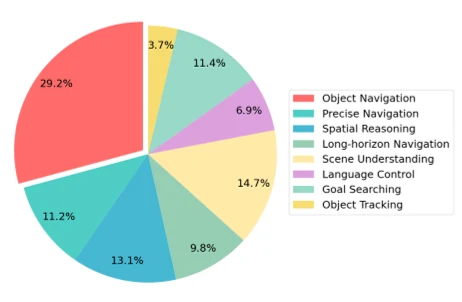 3.7%
11.4%
29.2%
6.9%
14.7%
11.2%
9.8%
13.1%
Object Navigation
Precise Navigation
Spatial Reasoning
Long-horizon Navigation
Scene Understanding
Language Control
Goal Searching
Object Tracking